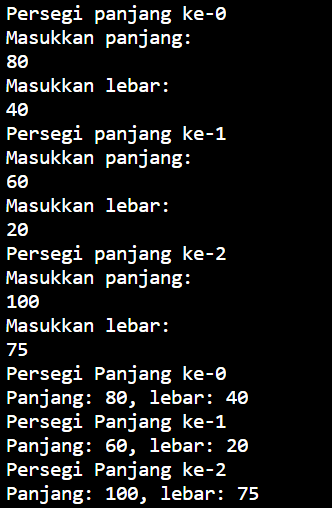 Persegi panjang ke-0
Masukkan panjang:
80
Masukkan lebar:
40
Persegi panjang ke-1
Masukkan panjang:
60
Masukkan lebar:
20
Persegi panjang ke-2
Masukkan panjang:
100
Masukkan lebar:
75
Persegi Panjang ke-0
Panjang: 80, lebar: 40
Persegi Panjang ke-1
Panjang: 60, lebar: 20
Persegi Panjang ke-2
Panjang: 100, lebar: 75